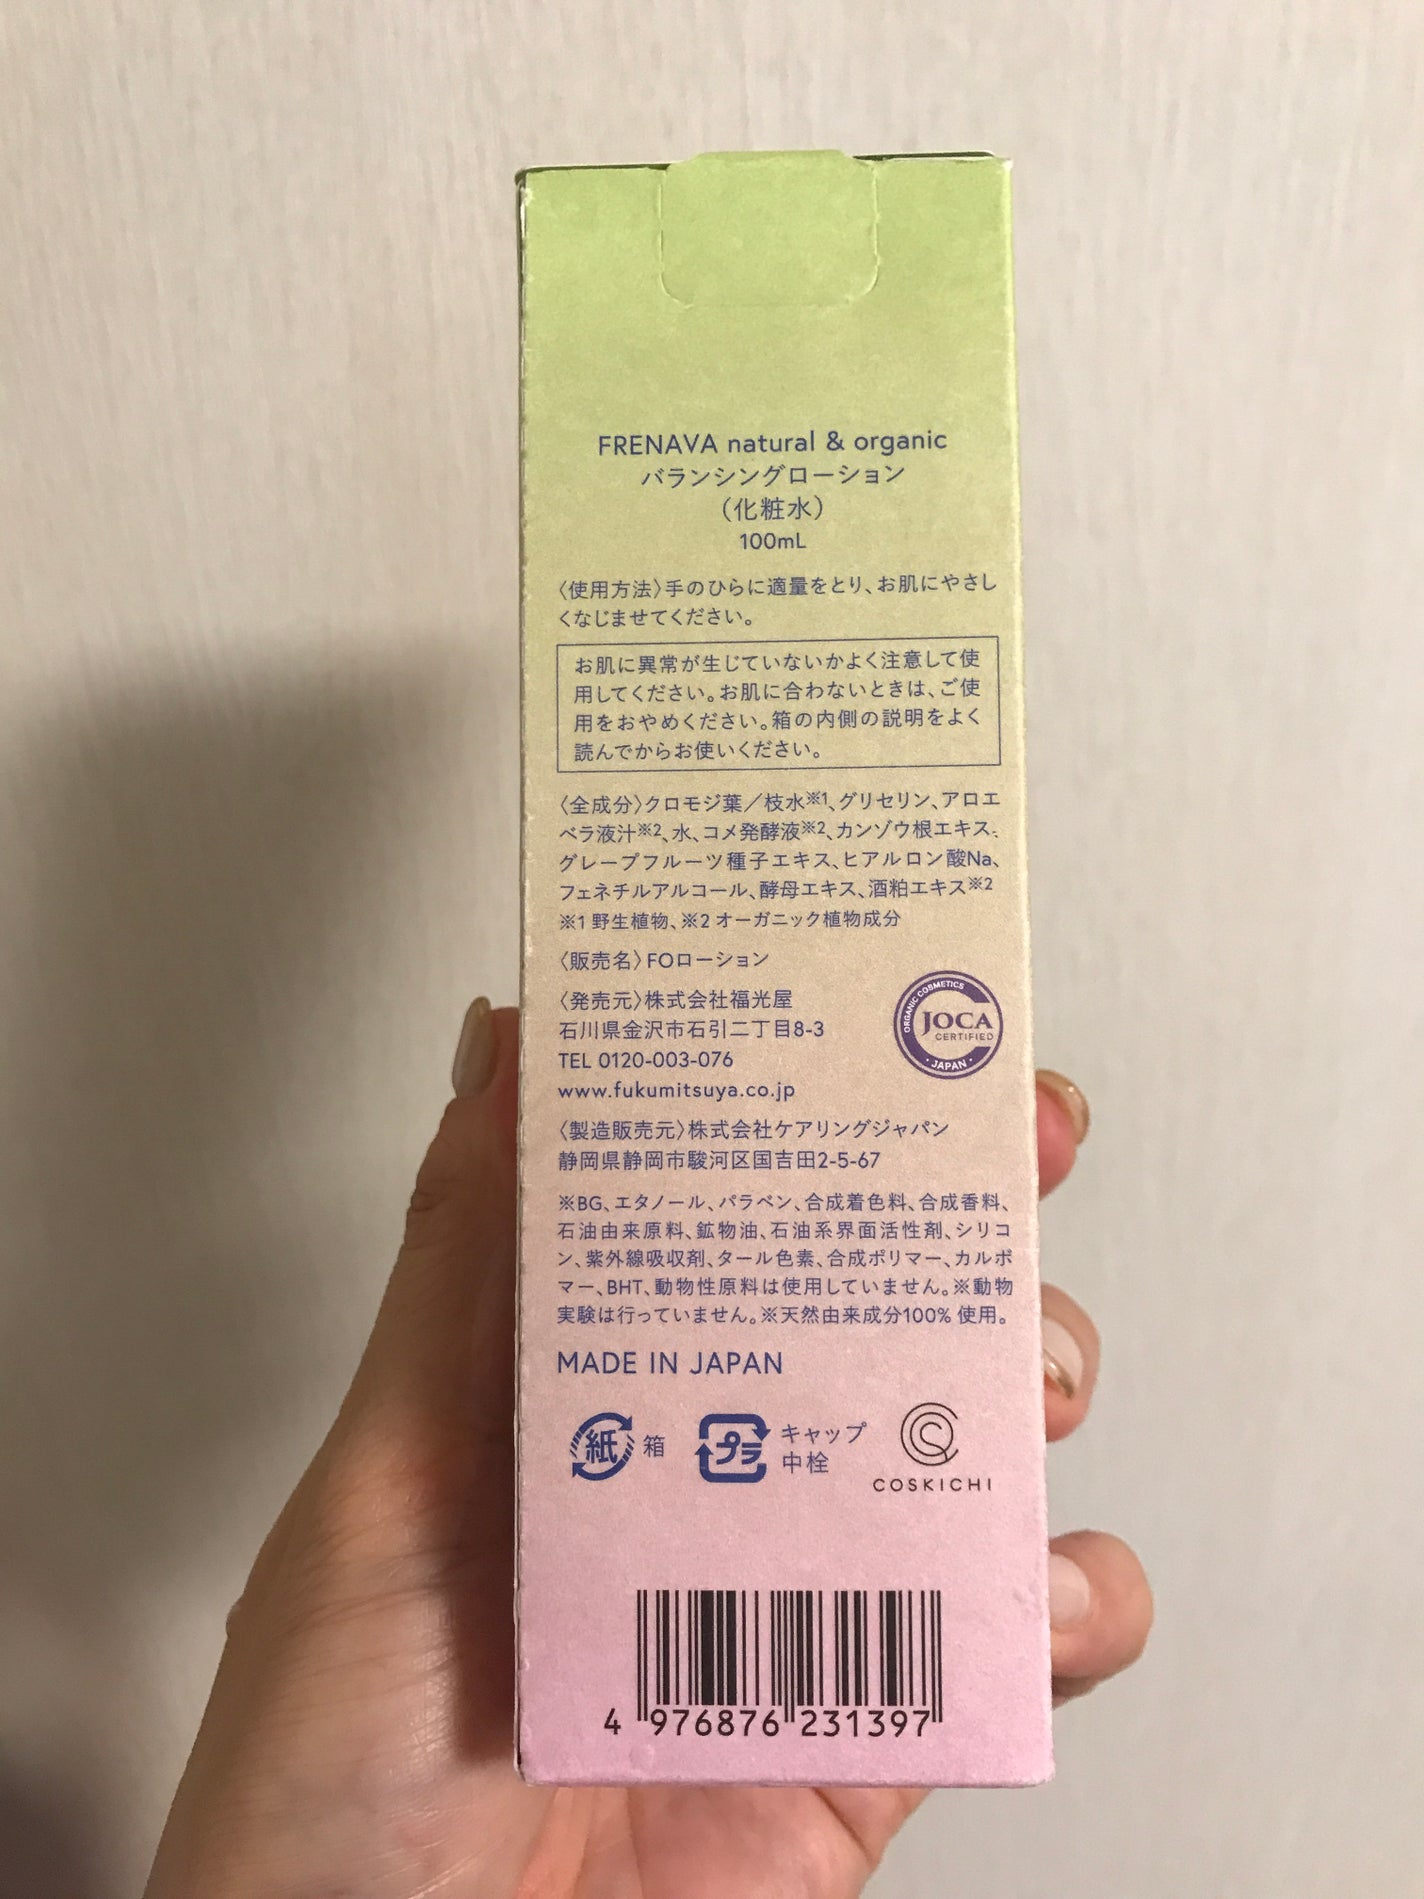 FRENAVA natural & organic
バランシングローション
（化粧水）
100mL
〈使用方法〉手のひらに適量をとり、お肌にやさし
くなじませてください。
お肌に異常が生じていないかよく注意して使
用してください。お肌に合わないときは、ご使
用をおやめください。箱の内側の説明をよく
読んでからお使いください。
〈全成分〉クロモジ葉／枝水※1、グリセリン、アロエ
ベラ液汁※2、水、コメ発酵液※2、カンゾウ根エキス、
グレープフルーツ種子エキス、ヒアルロン酸Na、
フェネチルアルコール、酵母エキス、酒粕エキス※2
※1 野生植物、※2 オーガニック植物成分
〈販売名〉FOローション
〈発売元〉株式会社福光屋
石川県金沢市石引二丁目8-3
TEL 0120-003-076
www.fukumitsuya.co.jp
ORGANIC COSMETICS
JOCA
CERTIFIED
・JAPAN・
〈製造販売元〉株式会社ケアリングジャパン
静岡県静岡市駿河区国吉田2-5-67
※BG、エタノール、パラベン、合成着色料、合成香料、
石油由来原料、鉱物油、石油系界面活性剤、シリコ
ン、紫外線吸収剤、タール色素、合成ポリマー、カルボ
マー、BHT、動物性原料は使用していません。※動物
実験は行っていません。※天然由来成分100% 使用。
MADE IN JAPAN
紙 箱
プラ キャップ
中栓
COSKICHI
4 976876 231397